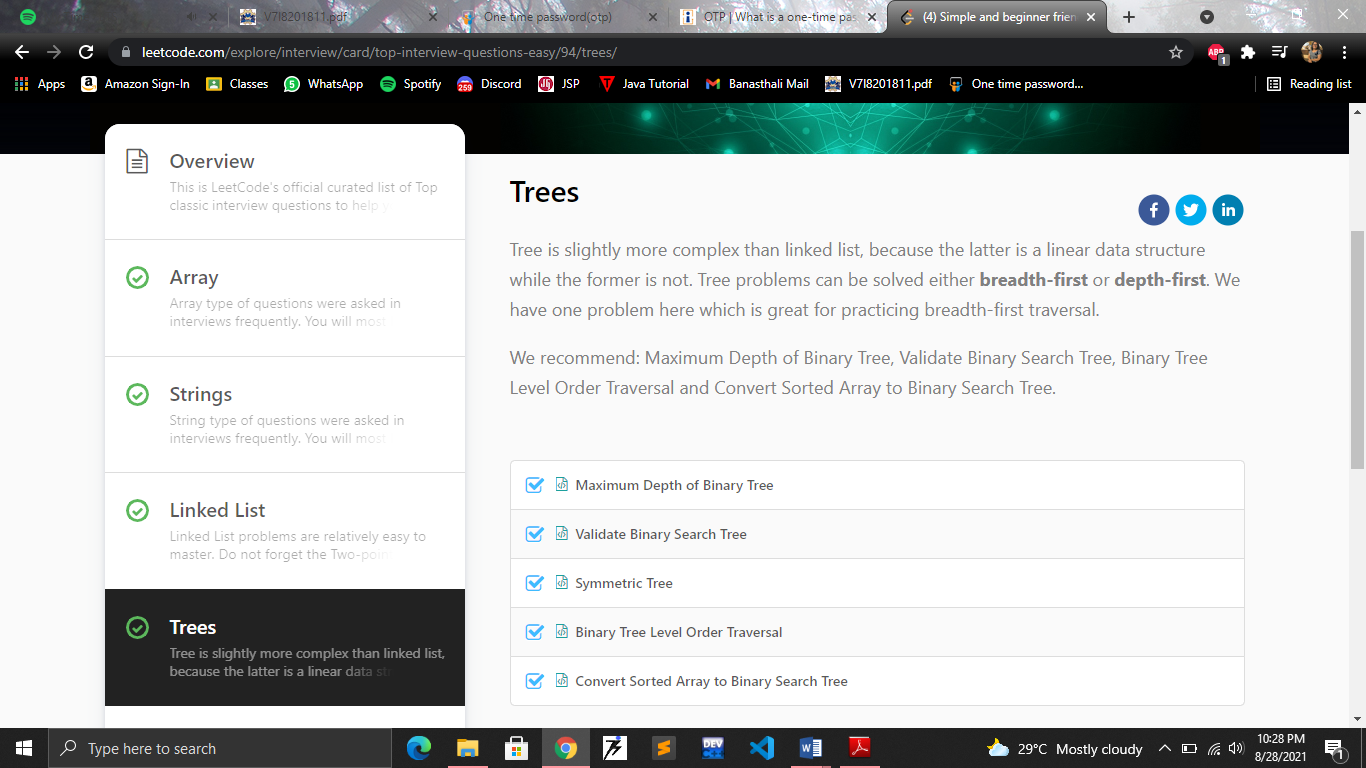 V7I8201811.pdf
One time password(otp)
OTP | What is a one-time pas
(4) Simple and beginner frien
leetcode.com/explore/interview/card/top-interview-questions-easy/94/trees/
ABP
1
Apps
Amazon Sign-In
Classes
5
WhatsApp
Spotify
259
Discord
JSP
Java Tutorial
Banasthali Mail
V7I8201811.pdf
One time password...
Reading list
Overview
This is LeetCode's official curated list of Top
classic interview questions to help
Array
Array type of questions were asked in
interviews frequently. You will most
Strings
String type of questions were asked in
interviews frequently. You will most
Linked List
Linked List problems are relatively easy to
master. Do not forget the Two-poin
Trees
Tree is slightly more complex than linked list,
because the latter is a linear data st
Trees
Tree is slightly more complex than linked list, because the latter is a linear data structure
while the former is not. Tree problems can be solved either breadth-first or depth-first. We
have one problem here which is great for practicing breadth-first traversal.
We recommend: Maximum Depth of Binary Tree, Validate Binary Search Tree, Binary Tree
Level Order Traversal and Convert Sorted Array to Binary Search Tree.
Maximum Depth of Binary Tree
Validate Binary Search Tree
Symmetric Tree
Binary Tree Level Order Traversal
Convert Sorted Array to Binary Search Tree
Type here to search
DEV
29°C Mostly cloudy
10:28 PM
8/28/2021
1